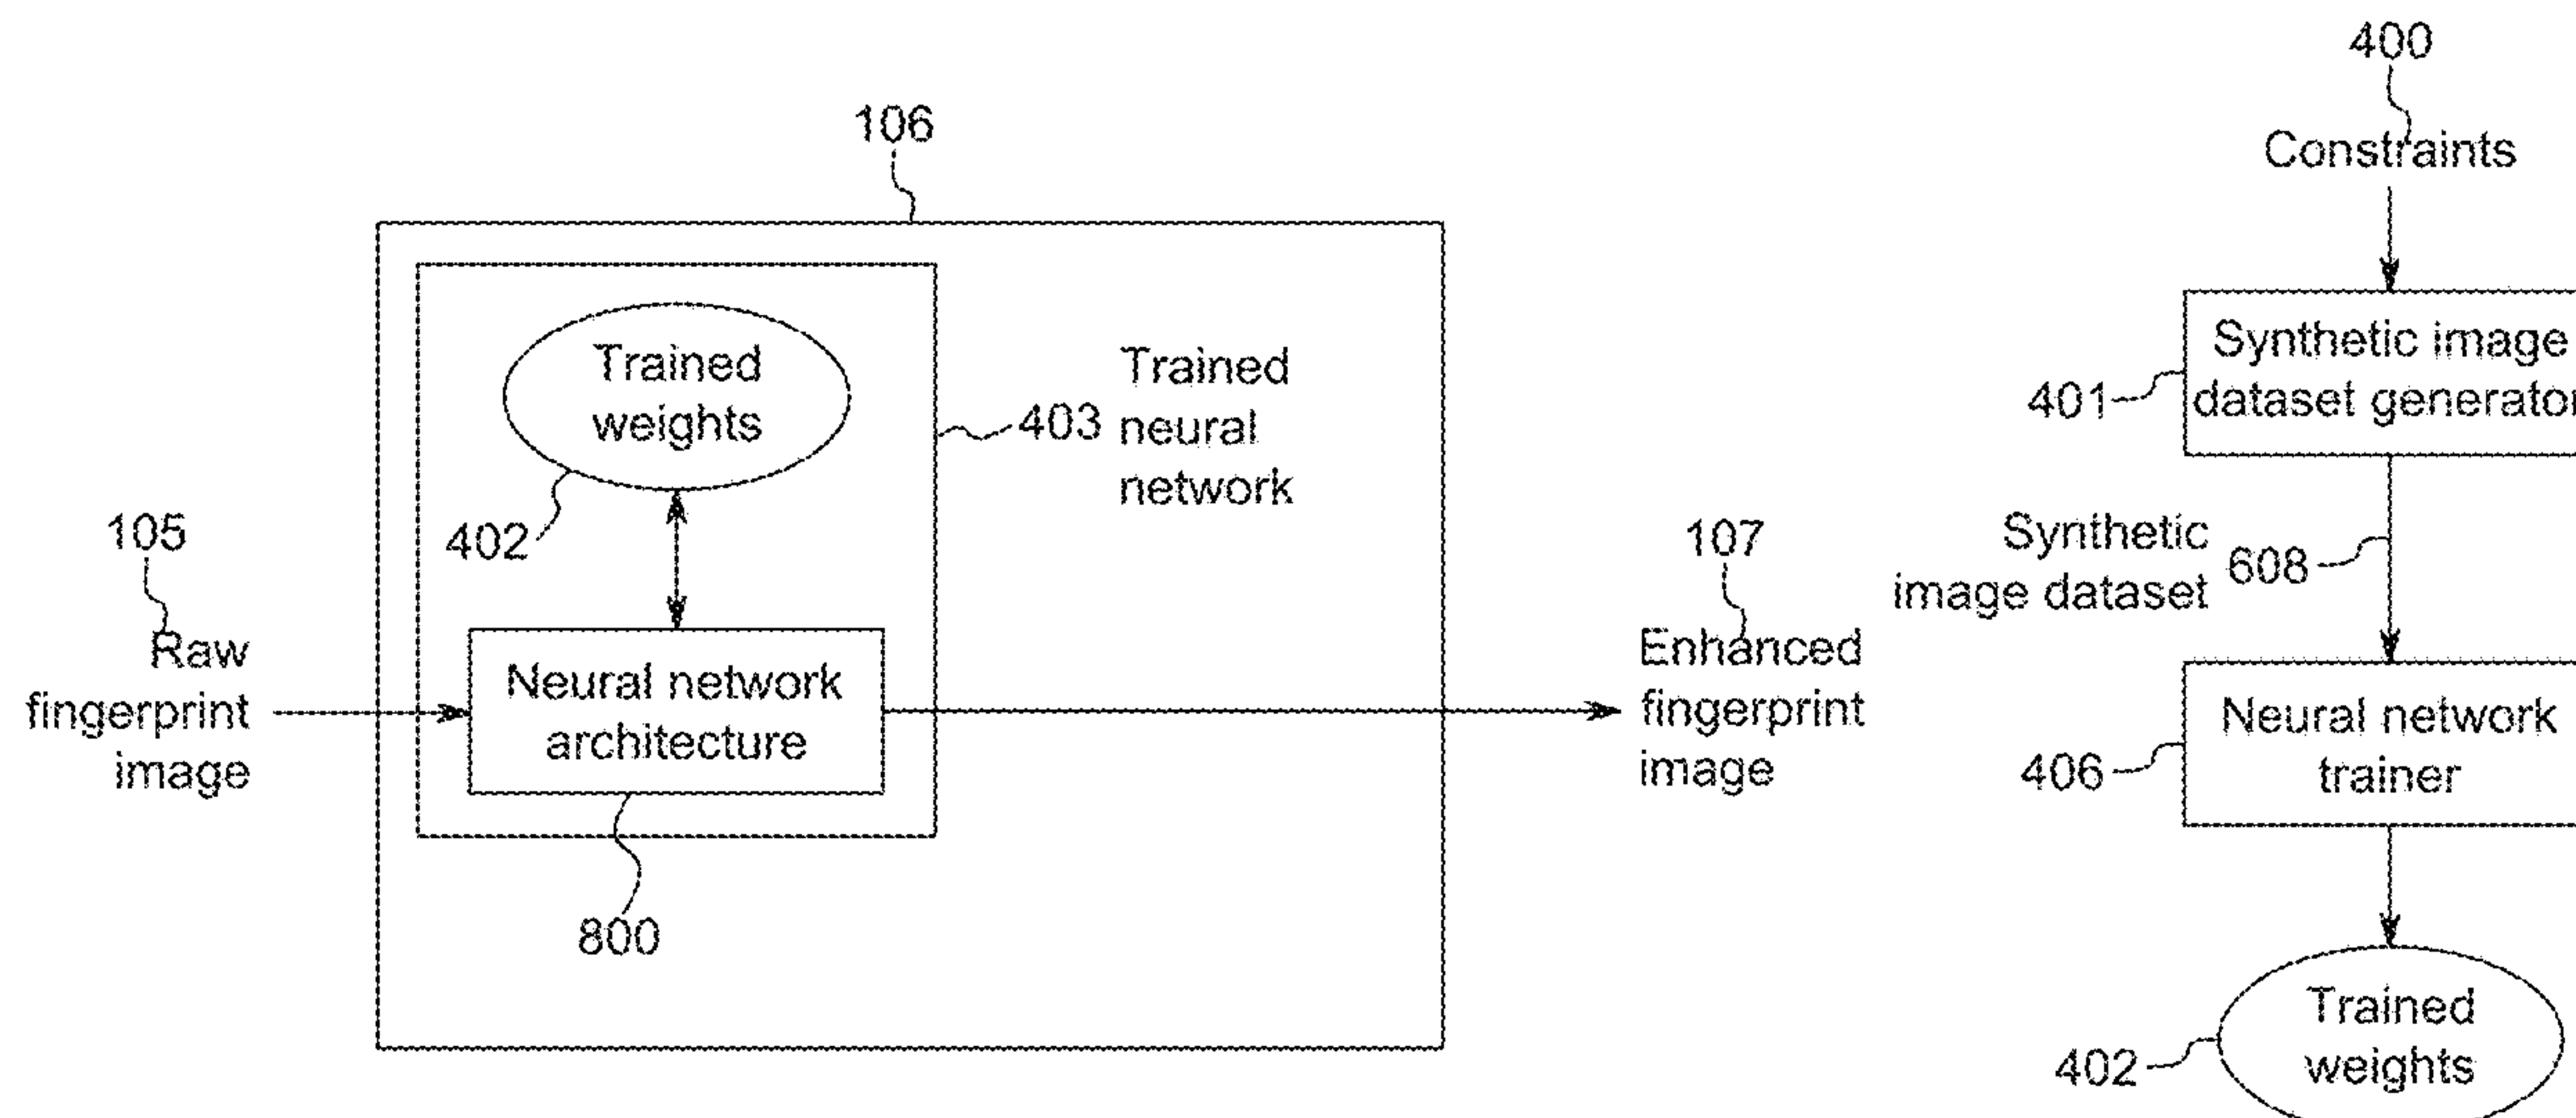 106
Trained
weights
402
403
Trained
neural
network
105
Raw
fingerprint
image
Neural network
architecture
800
107
Enhanced
fingerprint
image
400
Constraints
Synthetic image
dataset generator
401
Synthetic
image dataset
608
Neural network
trainer
406
Trained
weights
402